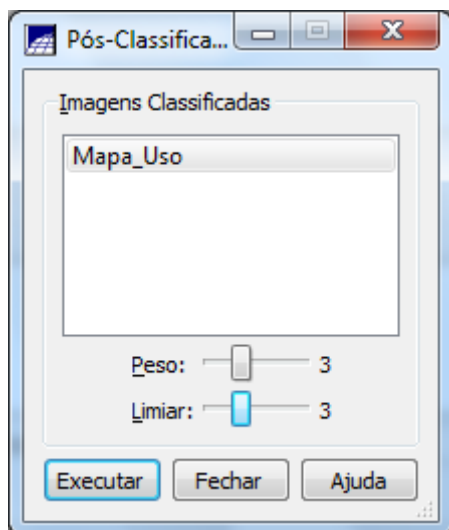 Pós-Classifica...
Imagens Classificadas
Mapa_Uso
Peso: 3
Limiar: 3
Executar Fechar Ajuda